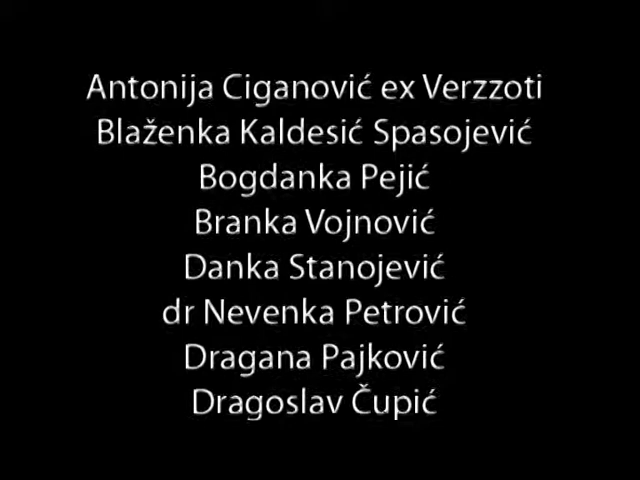 Antonija Ciganović ex Verzzoti
Blaženka Kaldesić Spasojević
Bogdanka Pejić
Branka Vojnović
Danka Stanojević
dr Nevenka Petrović
Dragana Pajković
Dragoslav Čupić